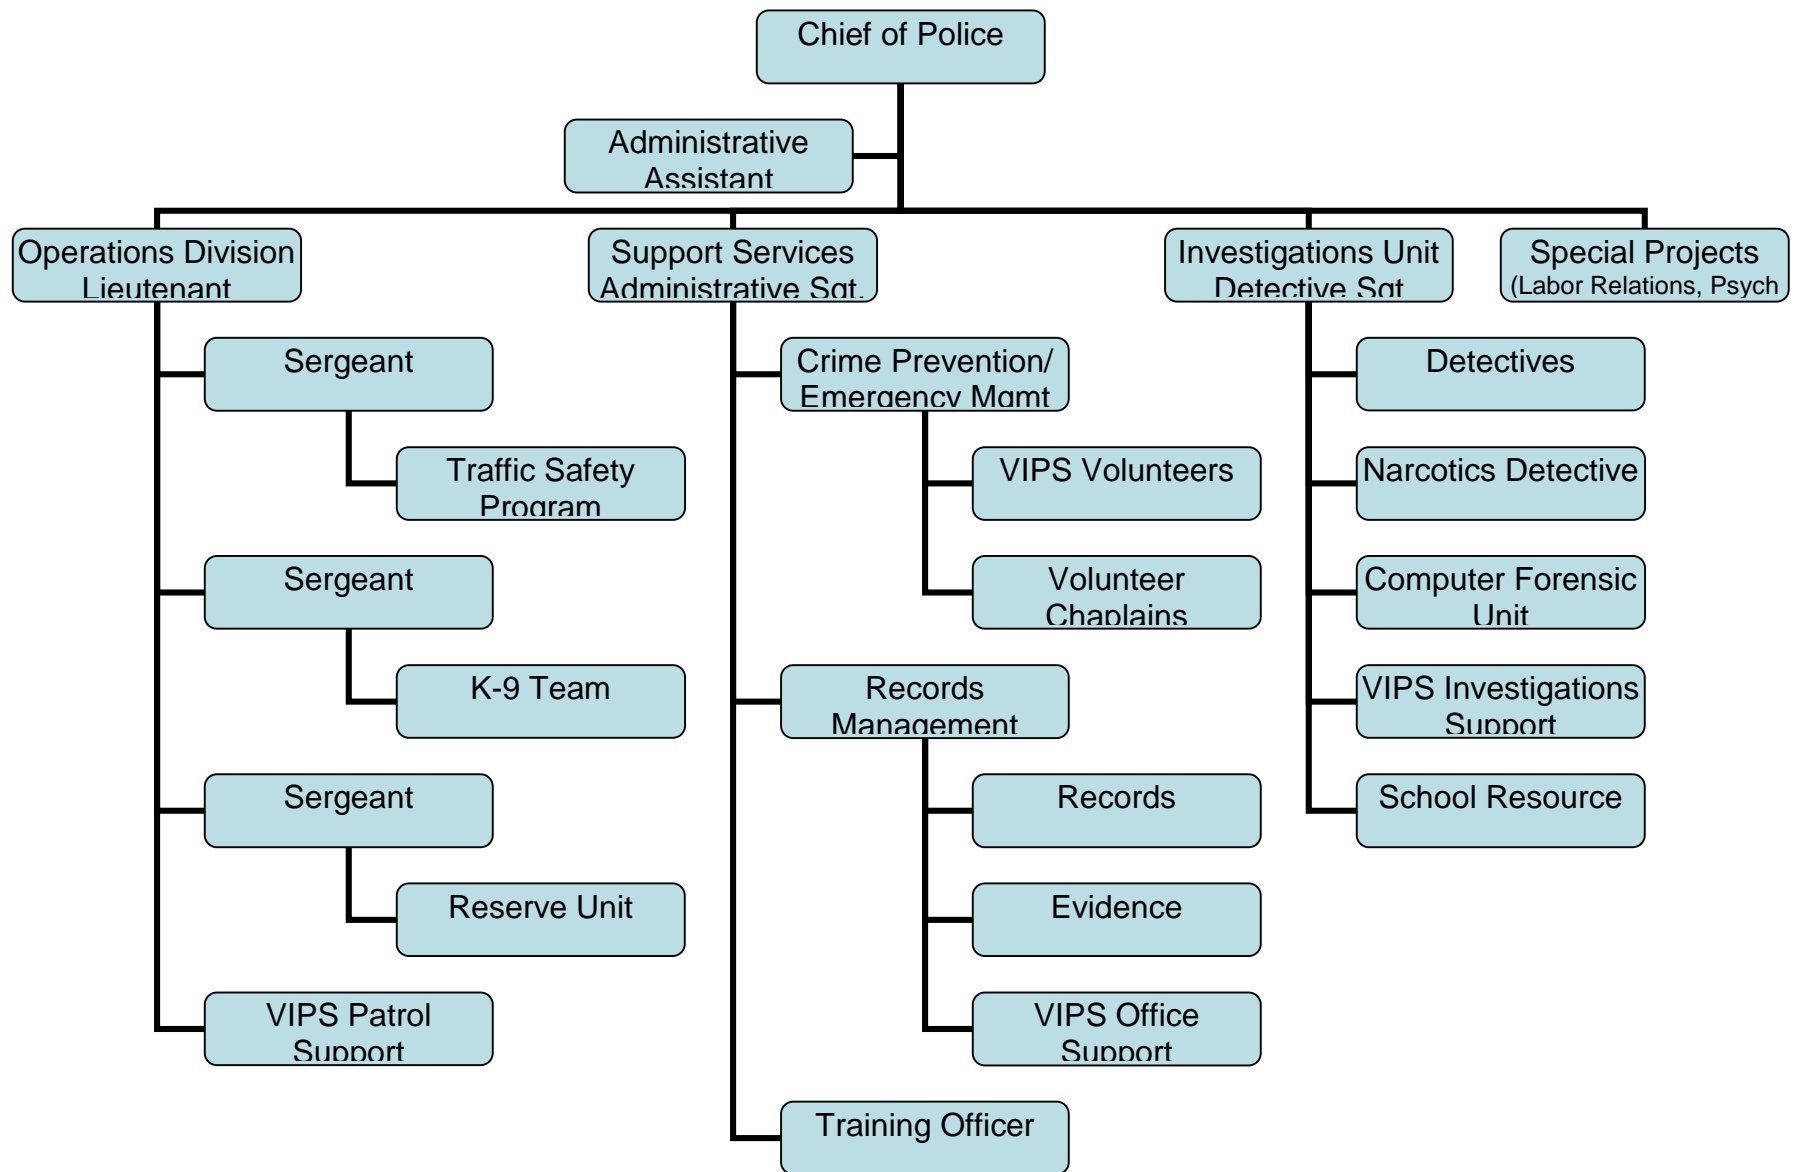 Chief of Police
Administrative
Assistant
Operations Division
Lieutenant
Support Services
Administrative Sgt.
Investigations Unit
Detective Sgt
Special Projects
(Labor Relations, Psych
Sergeant
Traffic Safety
Program
Sergeant
K-9 Team
Sergeant
Reserve Unit
VIPS Patrol
Support
Crime Prevention/
Emergency Mgmt
VIPS Volunteers
Volunteer
Chaplains
Records
Management
Records
Evidence
VIPS Office
Support
Training Officer
Detectives
Narcotics Detective
Computer Forensic
Unit
VIPS Investigations
Support
School Resource